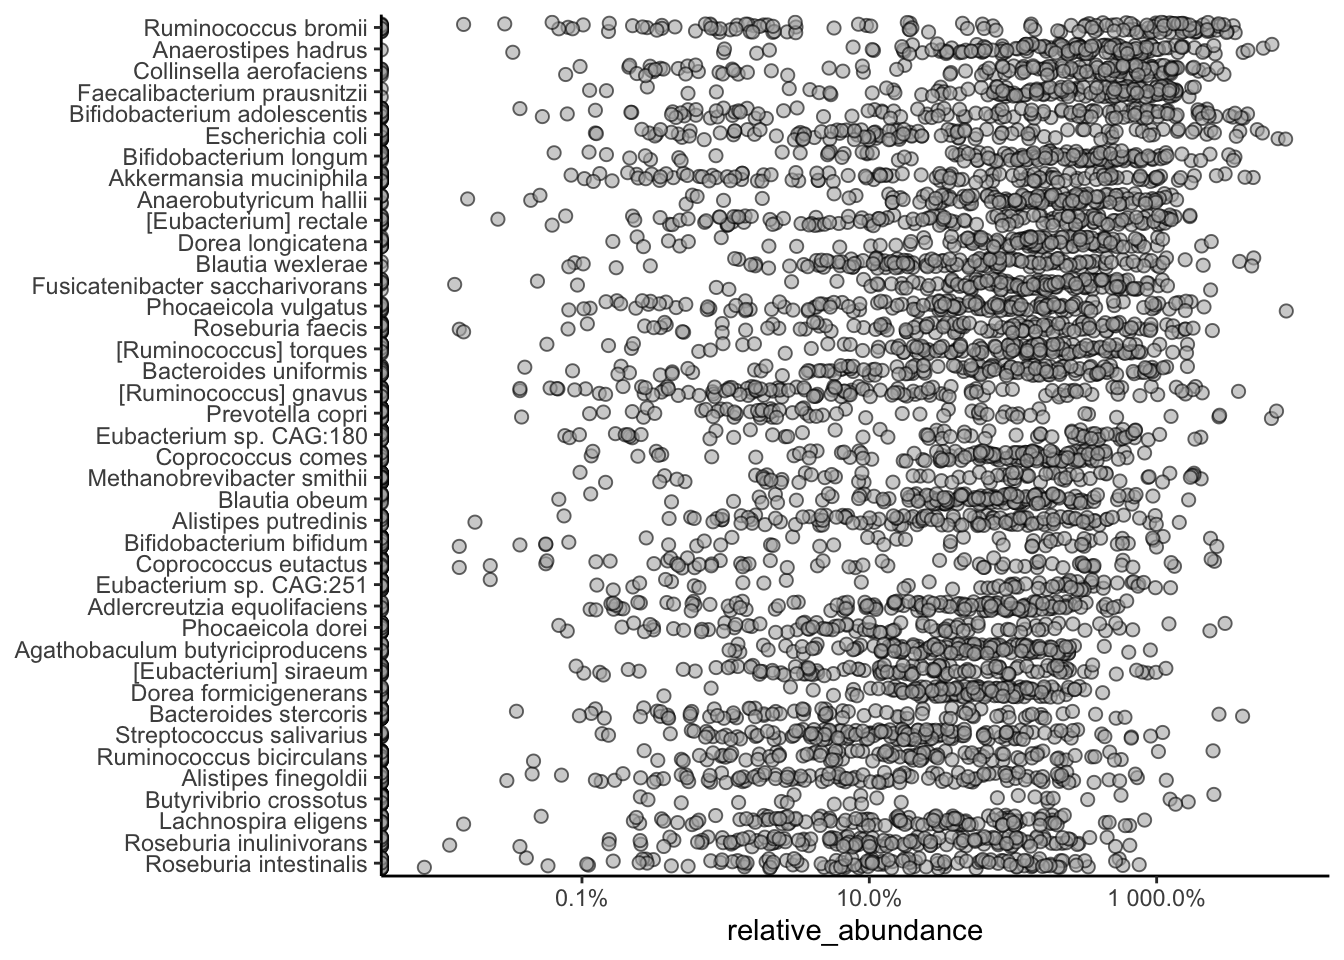 Ruminococcus bromii
Anaerostipes hadrus
Collinsella aerofaciens
Faecalibacterium prausnitzii
Bifidobacterium adolescentis
Escherichia coli
Bifidobacterium longum
Akkermansia muciniphila
Anaerobutyricum hallii
[Eubacterium] rectale
Dorea longicatena
Blautia wexlerae
Fusicatenibacter saccharivorans
Phocaeicola vulgatus
Roseburia faecis
[Ruminococcus] torques
Bacteroides uniformis
[Ruminococcus] gnavus
Prevotella copri
Eubacterium sp. CAG:180
Coprococcus comes
Methanobrevibacter smithii
Blautia obeum
Alistipes putredinis
Bifidobacterium bifidum
Coprococcus eutactus
Eubacterium sp. CAG:251
Adlercreutzia equolifaciens
Phocaeicola dorei
Agathobaculum butyriciproducens
[Eubacterium] siraeum
Dorea formicigenerans
Bacteroides stercoris
Streptococcus salivarius
Ruminococcus bicirculans
Alistipes finegoldii
Butyrivibrio crossotus
Lachnospira eligens
Roseburia inulinivorans
Roseburia intestinalis
0.1% 10.0% 1 000.0%
relative_abundance